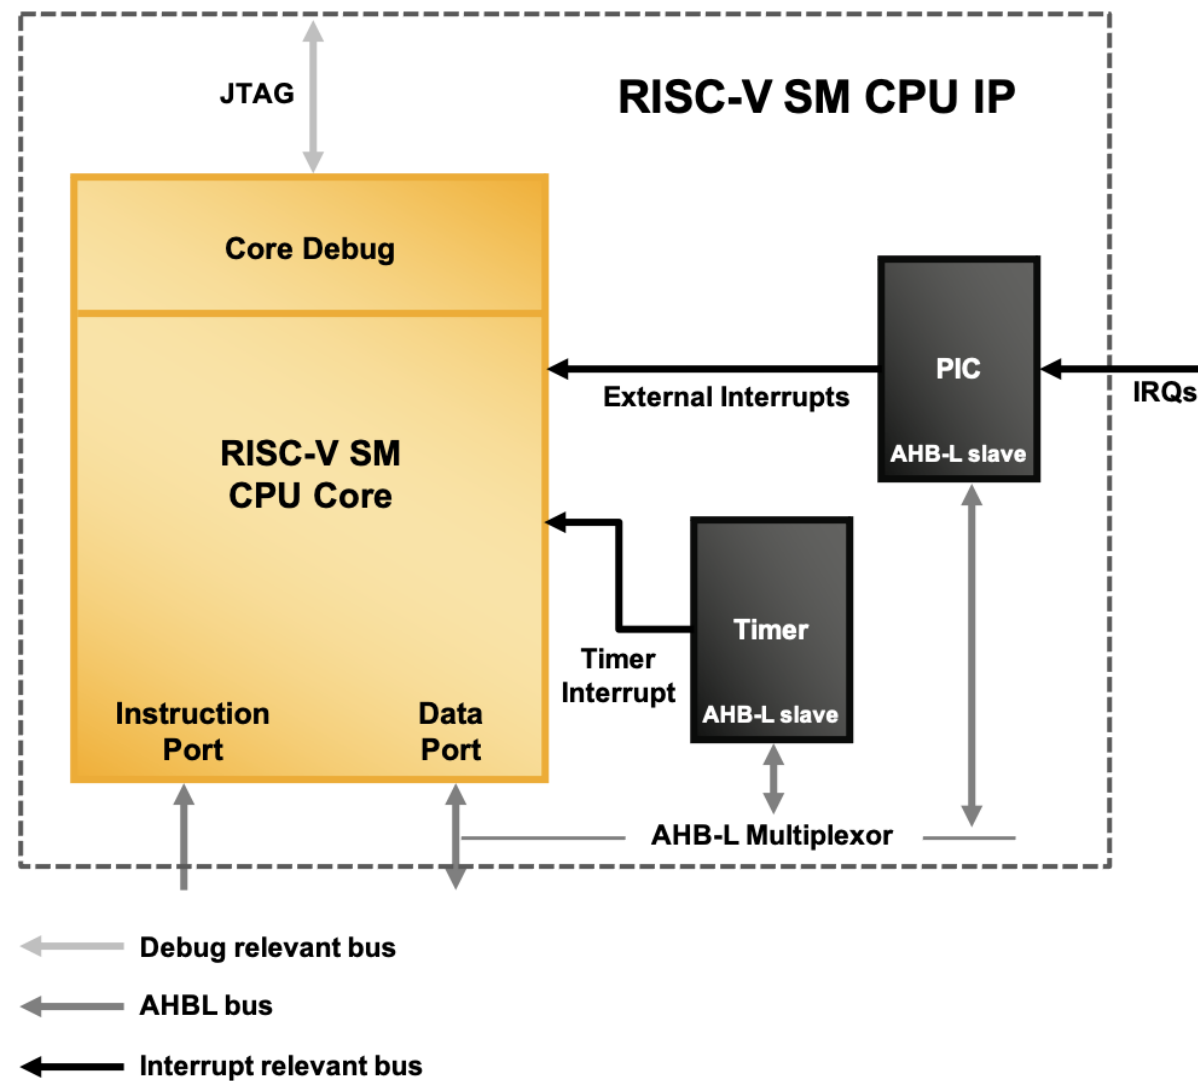 JTAG
RISC-V SM CPU IP
Core Debug
PIC
External Interrupts
IRQs
AHB-L slave
RISC-V SM
CPU Core
Timer
Timer
Interrupt
AHB-L slave
Instruction
Port
Data
Port
AHB-L Multiplexor
Debug relevant bus
AHBL bus
Interrupt relevant bus